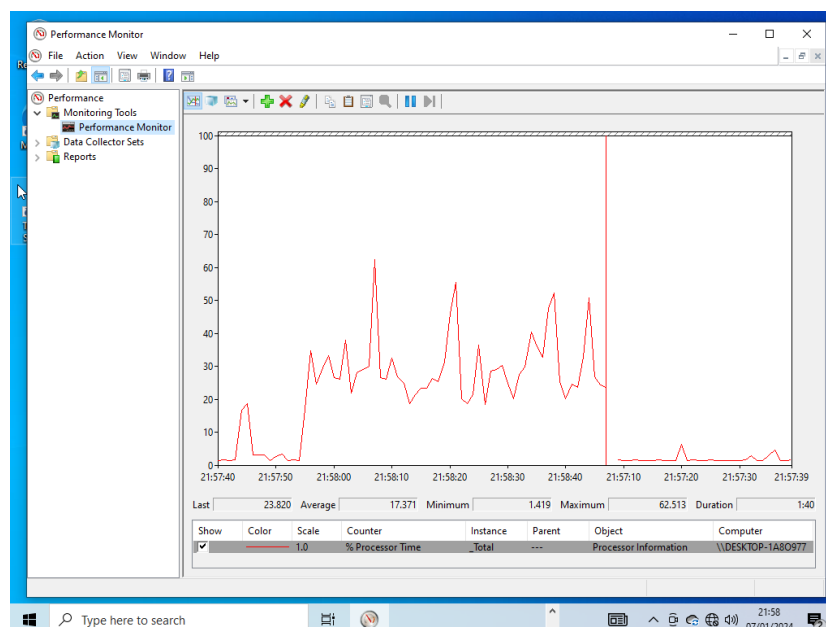 Performance Monitor
File Action View Window Help
Performance
Monitoring Tools
Performance Monitor
Data Collector Sets
Reports
100
90
80
70
60
50
40
30
20
10
0
21:57:40 21:57:50 21:58:00 21:58:10 21:58:20 21:58:30 21:58:40 21:57:10 21:57:20 21:57:30 21:57:39
Last 23.820 Average 17.371 Minimum 1.419 Maximum 62.513 Duration 1:40
Show Color Scale Counter Instance Parent Object Computer
1.0 % Processor Time _Total --- Processor Information \\DESKTOP-1A8O977
Type here to search
21:58
07/01/2024